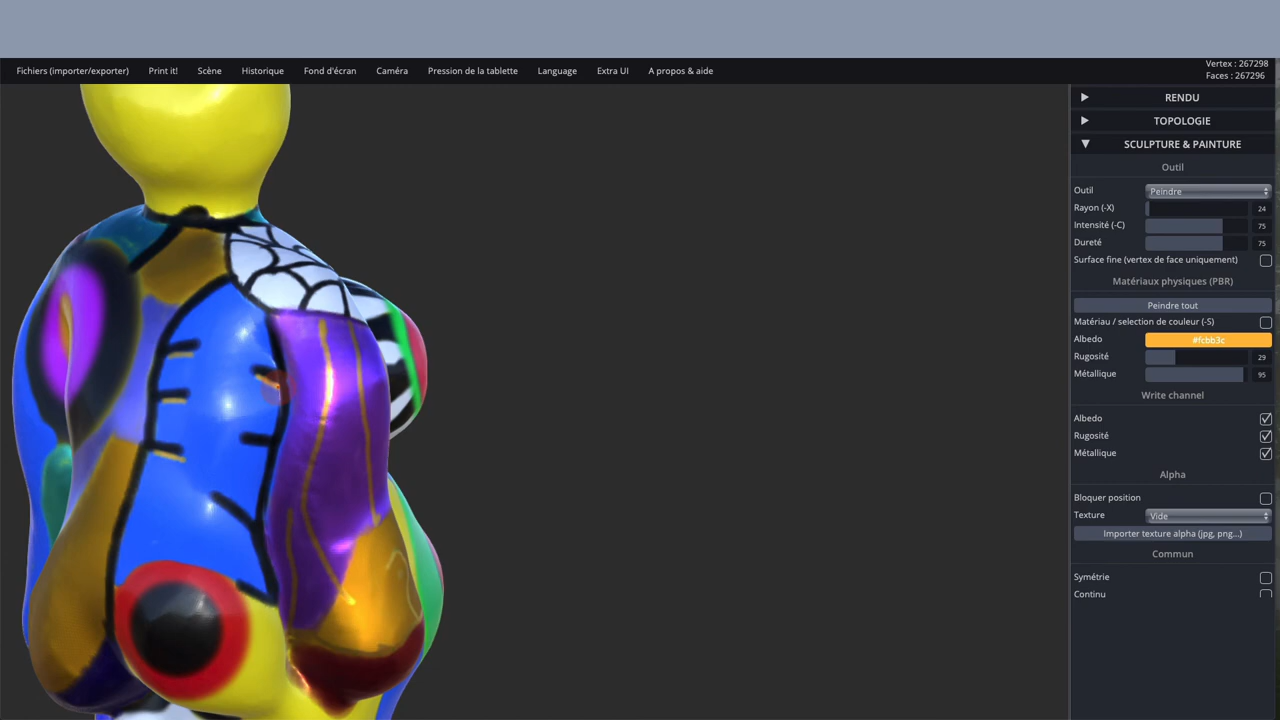 Fichiers (importer/exporter) Print it! Scène Historique Fond d'écran Caméra Pression de la tablette Language Extra UI A propos & aide
Vertex : 267298
Faces : 267296
RENDU
TOPOLOGIE
SCULPTURE & PAINTURE
Outil
Outil Peindre
Rayon (-X) 24
Intensité (-C) 75
Dureté 75
Surface fine (vertex de face uniquement)
Matériaux physiques (PBR)
Peindre tout
Matériau / selection de couleur (-S)
Albedo #fcbb3c
Rugosité 29
Métallique 95
Write channel
Albedo
Rugosité
Métallique
Alpha
Bloquer position
Texture Vide
Importer texture alpha (jpg, png...)
Commun
Symétrie
Continu